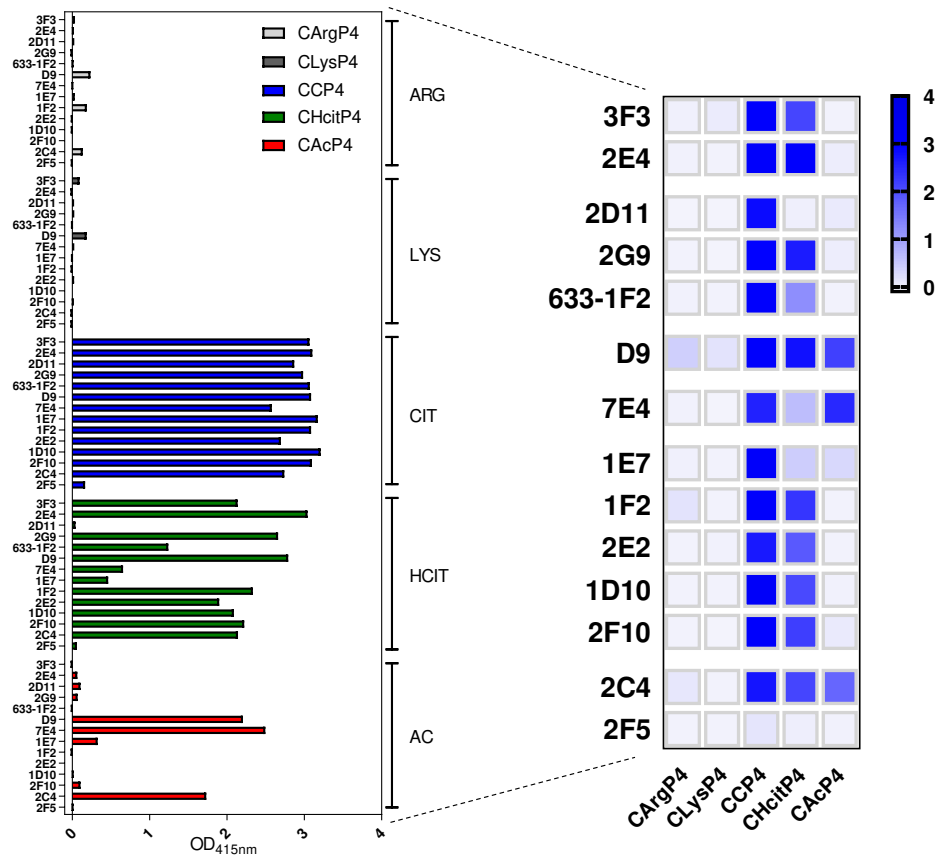 3F3
2E4
2D11
2G9
633-1F2
D9
7E4
1E7
1F2
2E2
1D10
2F10
2C4
2F5
ARG
3F3
2E4
2D11
2G9
633-1F2
D9
7E4
1E7
1F2
2E2
1D10
2F10
2C4
2F5
LYS
3F3
2E4
2D11
2G9
633-1F2
D9
7E4
1E7
1F2
2E2
1D10
2F10
2C4
2F5
CIT
3F3
2E4
2D11
2G9
633-1F2
D9
7E4
1E7
1F2
2E2
1D10
2F10
2C4
2F5
HCIT
3F3
2E4
2D11
2G9
633-1F2
D9
7E4
1E7
1F2
2E2
1D10
2F10
2C4
2F5
AC
0 1 2 3 4
OD415nm
CArgP4
CLysP4
CCP4
CHcitP4
CAcP4
3F3
2E4
2D11
2G9
633-1F2
D9
7E4
1E7
1F2
2E2
1D10
2F10
2C4
2F5
CArgP4 CLysP4 CCP4 CHcitP4 CAcP4
4
3
2
1
0